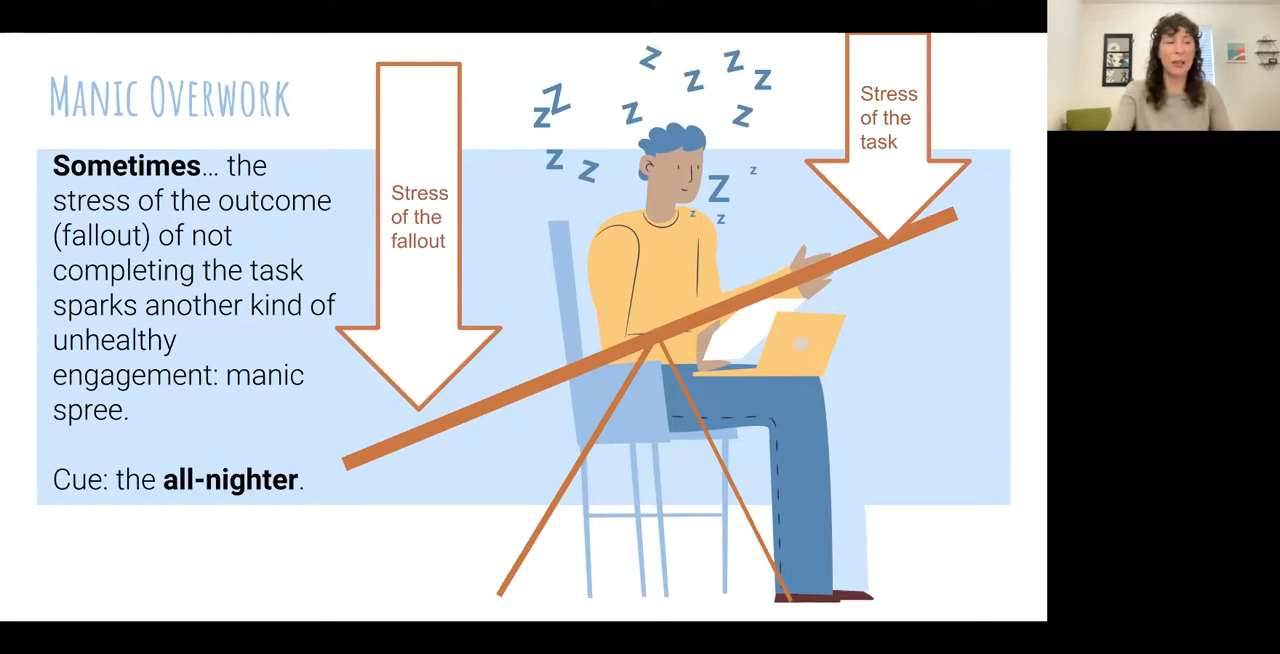 Manic Overwork
Sometimes… the
stress of the outcome
(fallout) of not
completing the task
sparks another kind of
unhealthy
engagement: manic
spree.
Cue: the all-nighter.
Stress
of the
fallout
Z
Z
Z
Z
Z
Z
Z
Z
Z
Z
Z
z
z
z
Stress
of the
task